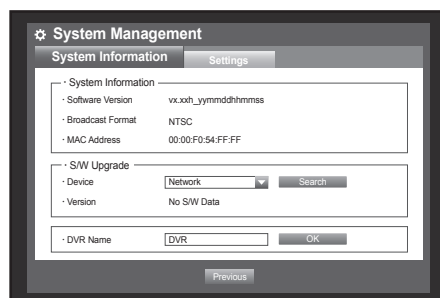 System Management
System Information
Settings
· System Information
· Software Version vx.xxh_yymmddhhmmss
· Broadcast Format NTSC
· MAC Address 00:00:F0:54:FF:FF
· S/W Upgrade
· Device Network Search
· Version No S/W Data
· DVR Name DVR OK
Previous